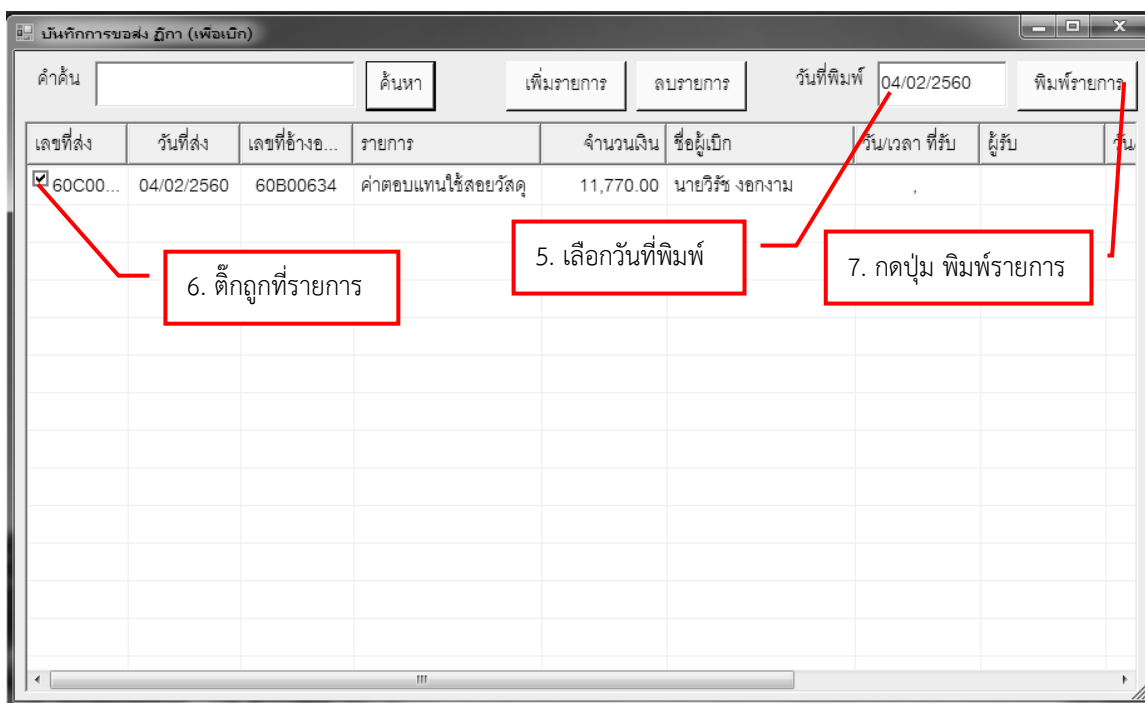 บันทึกการขอส่ง ฎีกา (เพื่อเบิก)
คำค้น ค้นหา เพิ่มรายการ ลบรายการ วันที่พิมพ์ 04/02/2560 พิมพ์รายการ
เลขที่ส่ง วันที่ส่ง เลขที่อ้างอ... รายการ จำนวนเงิน ชื่อผู้เบิก วัน/เวลา ที่รับ ผู้รับ วัน/
60C00... 04/02/2560 60B00634 ค่าตอบแทนใช้สอยวัสดุ 11,770.00 นายวิรัช งอกงาม ,
5. เลือกวันที่พิมพ์
7. กดปุ่ม พิมพ์รายการ
6. ติ๊กถูกที่รายการ